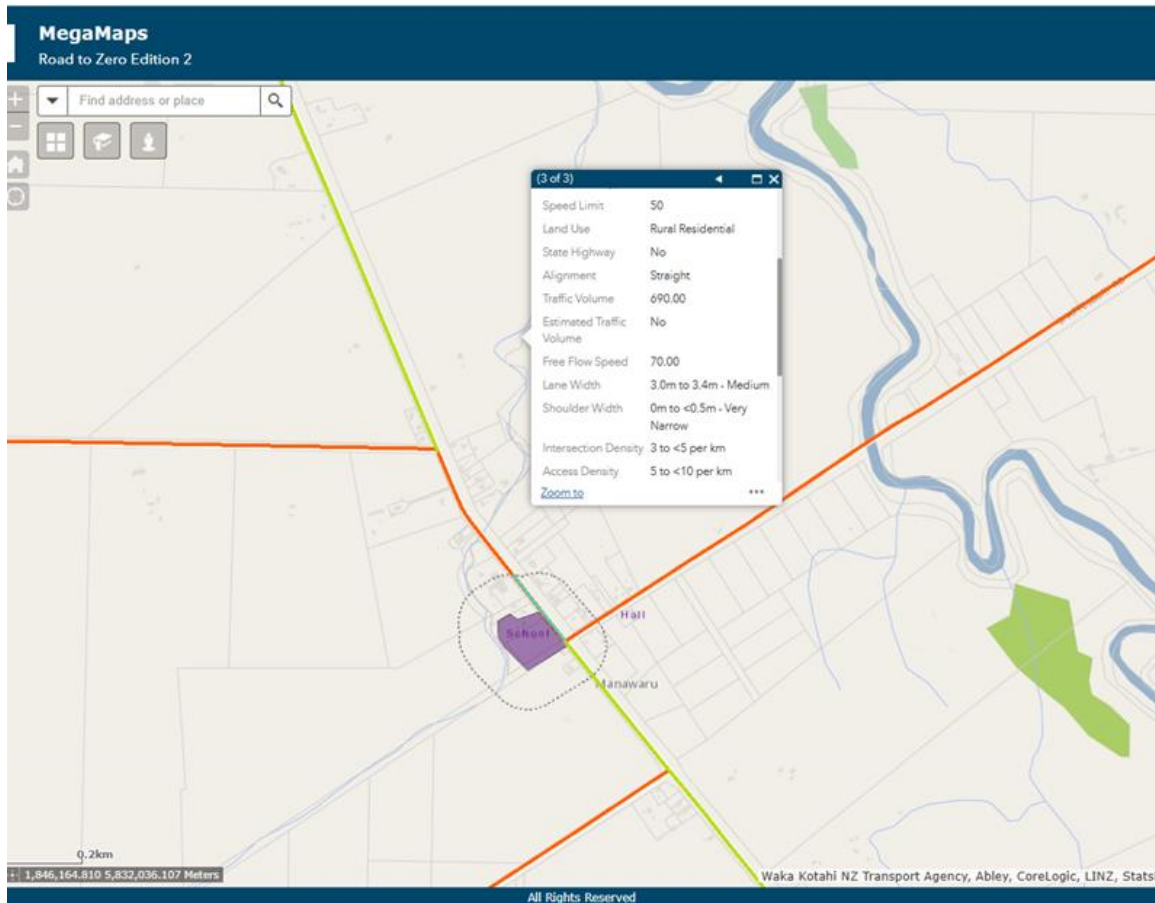 MegaMaps
Road to Zero Edition 2
Find address or place
(3 of 3)
Speed Limit 50
Land Use Rural Residential
State Highway No
Alignment Straight
Traffic Volume 690.00
Estimated Traffic No
Volume
Free Flow Speed 70.00
Lane Width 3.0m to 3.4m - Medium
Shoulder Width 0m to <0.5m - Very
Narrow
Intersection Density 3 to <5 per km
Access Density 5 to <10 per km
Zoom to
Hall
School
Manawaru
0.2km
1,846,164.810 5,832,036.107 Meters
Waka Kotahi NZ Transport Agency, Abley, CoreLogic, LINZ, Stats
All Rights Reserved